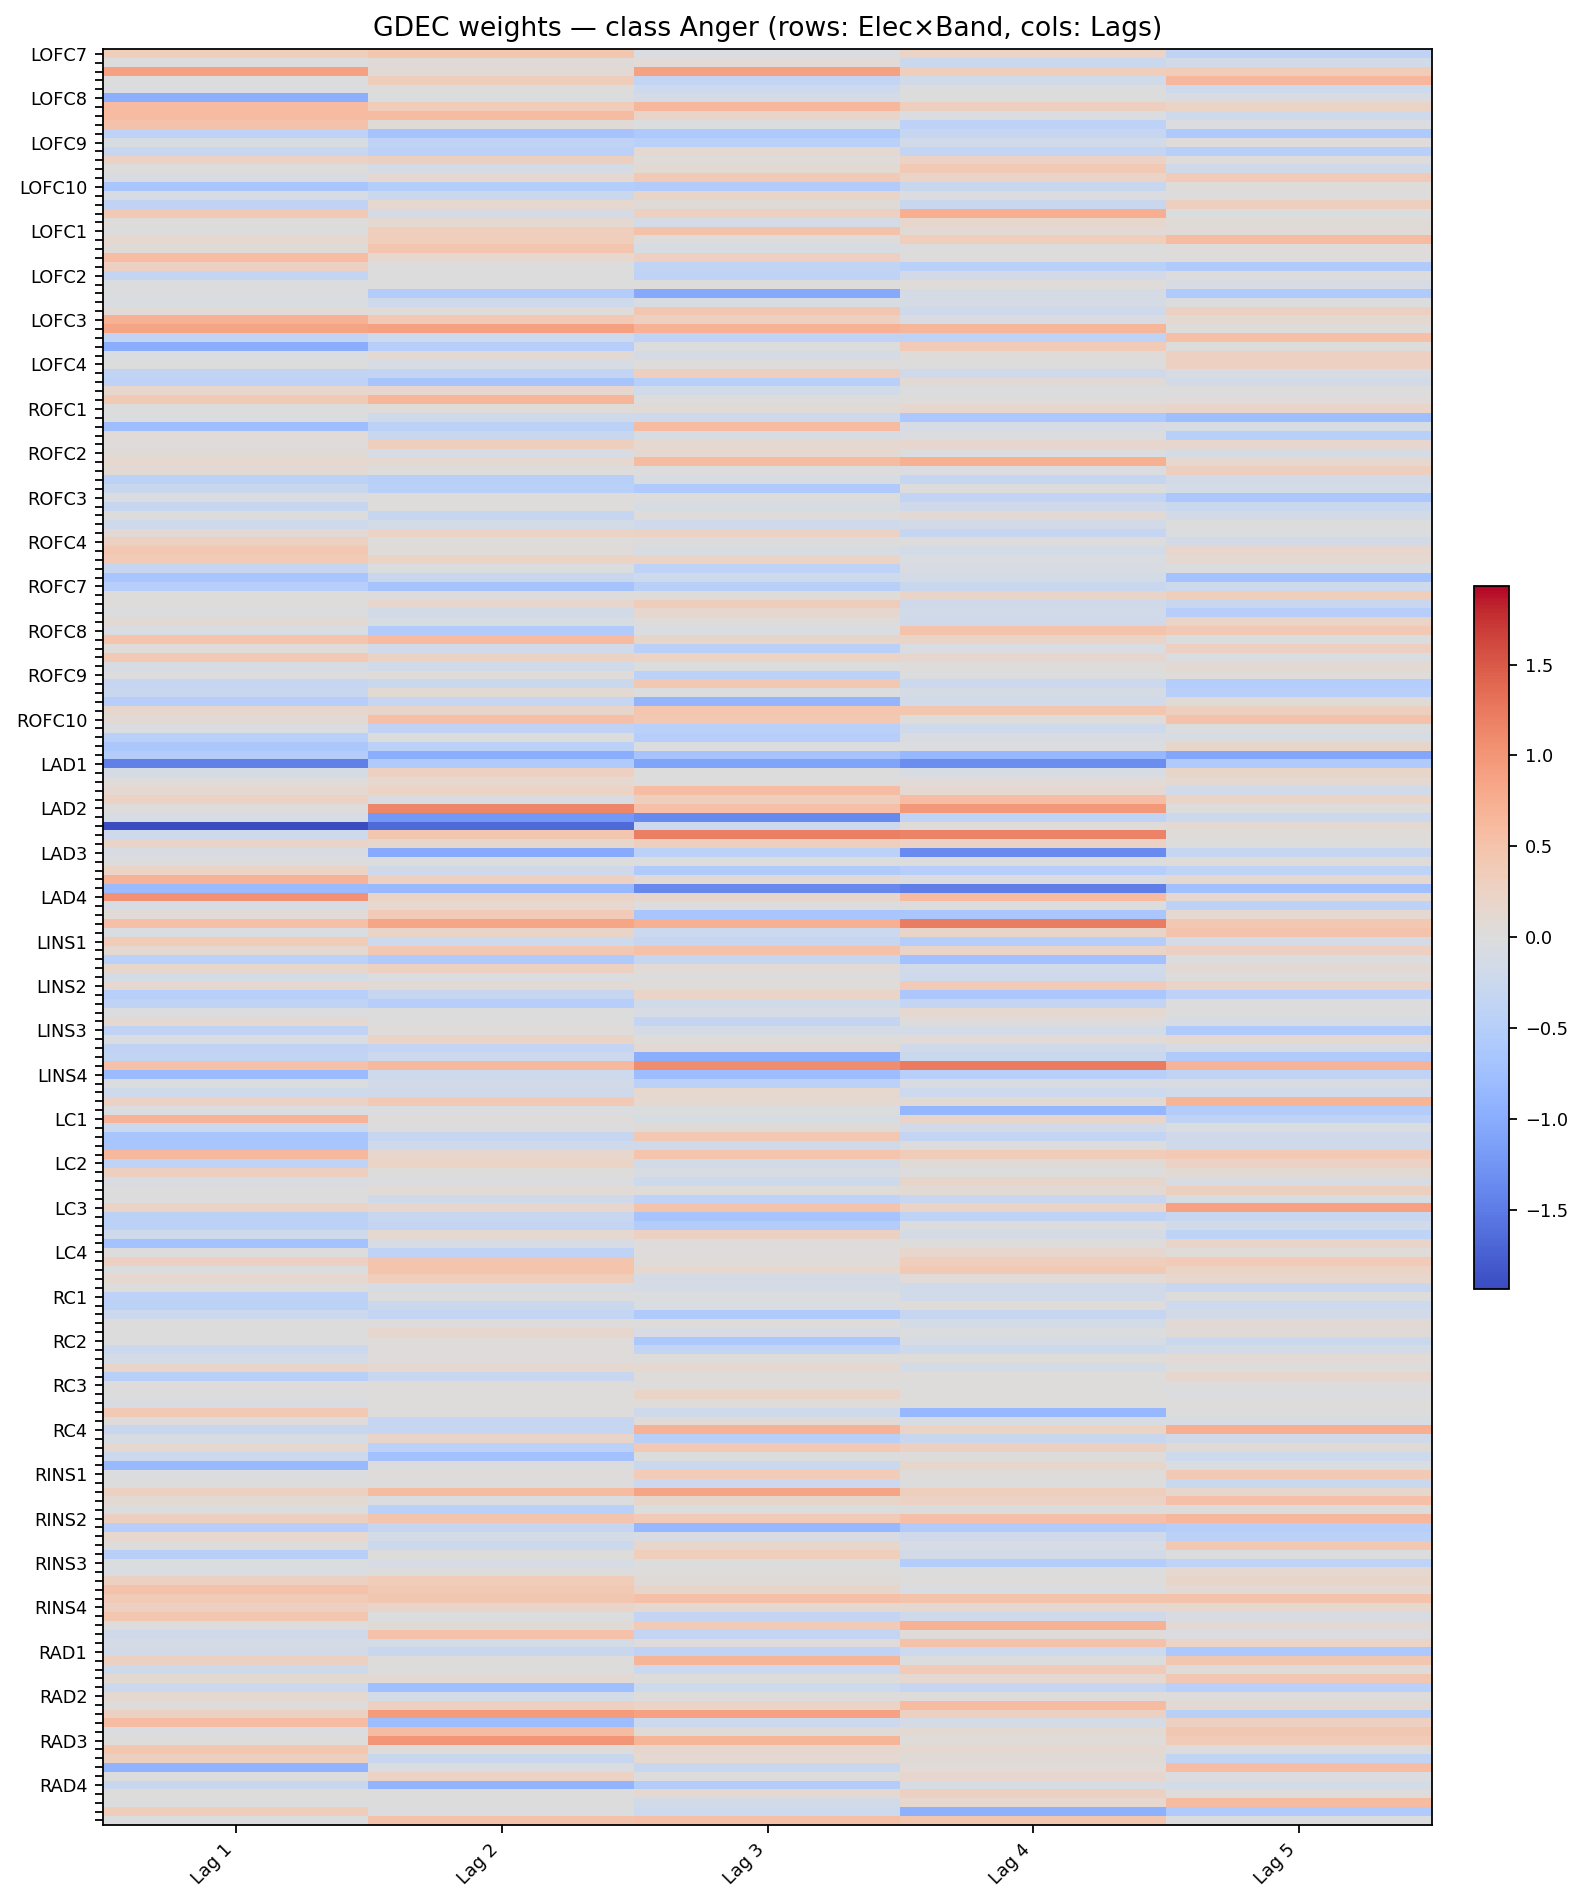 GDEC weights — class Anger (rows: Elec×Band, cols: Lags)
LOFC7
LOFC8
LOFC9
LOFC10
LOFC1
LOFC2
LOFC3
LOFC4
ROFC1
ROFC2
ROFC3
ROFC4
ROFC7
ROFC8
ROFC9
ROFC10
LAD1
LAD2
LAD3
LAD4
LINS1
LINS2
LINS3
LINS4
LC1
LC2
LC3
LC4
RC1
RC2
RC3
RC4
RINS1
RINS2
RINS3
RINS4
RAD1
RAD2
RAD3
RAD4
Lag 1
Lag 2
Lag 3
Lag 4
Lag 5
1.5
1.0
0.5
0.0
−0.5
−1.0
−1.5